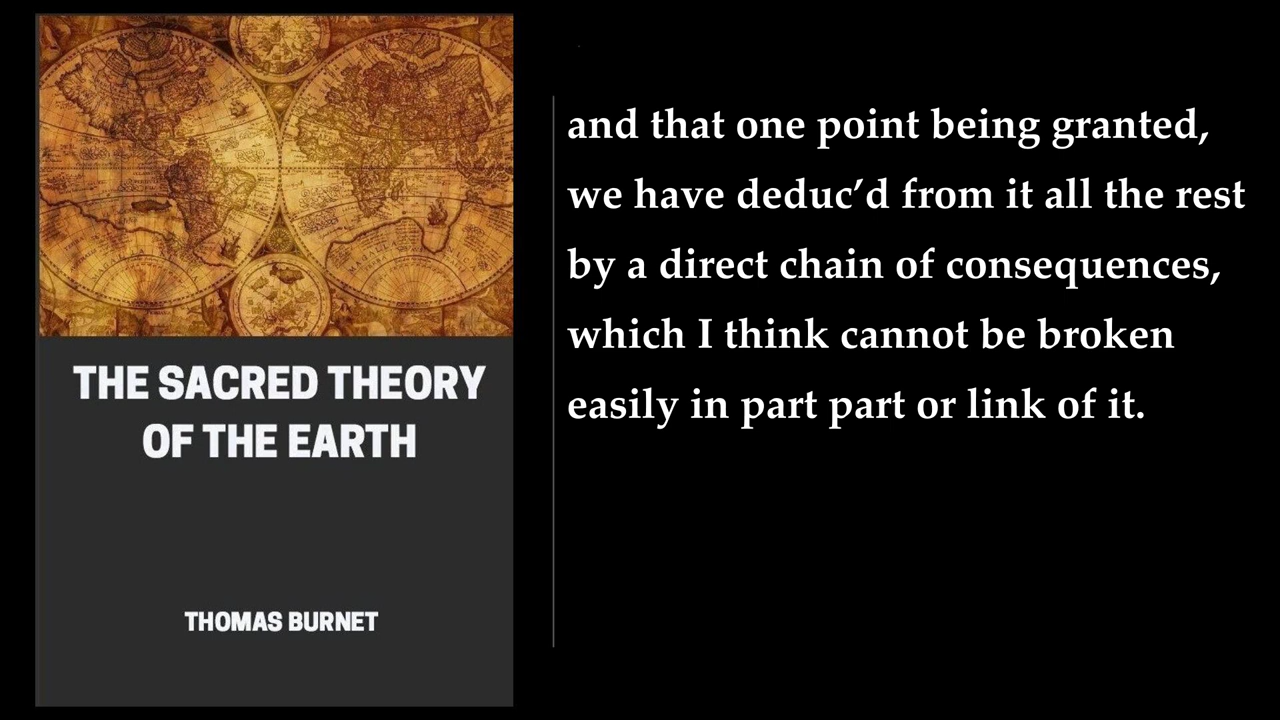 THE SACRED THEORY
OF THE EARTH
THOMAS BURNET
and that one point being granted,
we have deduc’d from it all the rest
by a direct chain of consequences,
which I think cannot be broken
easily in part part or link of it.